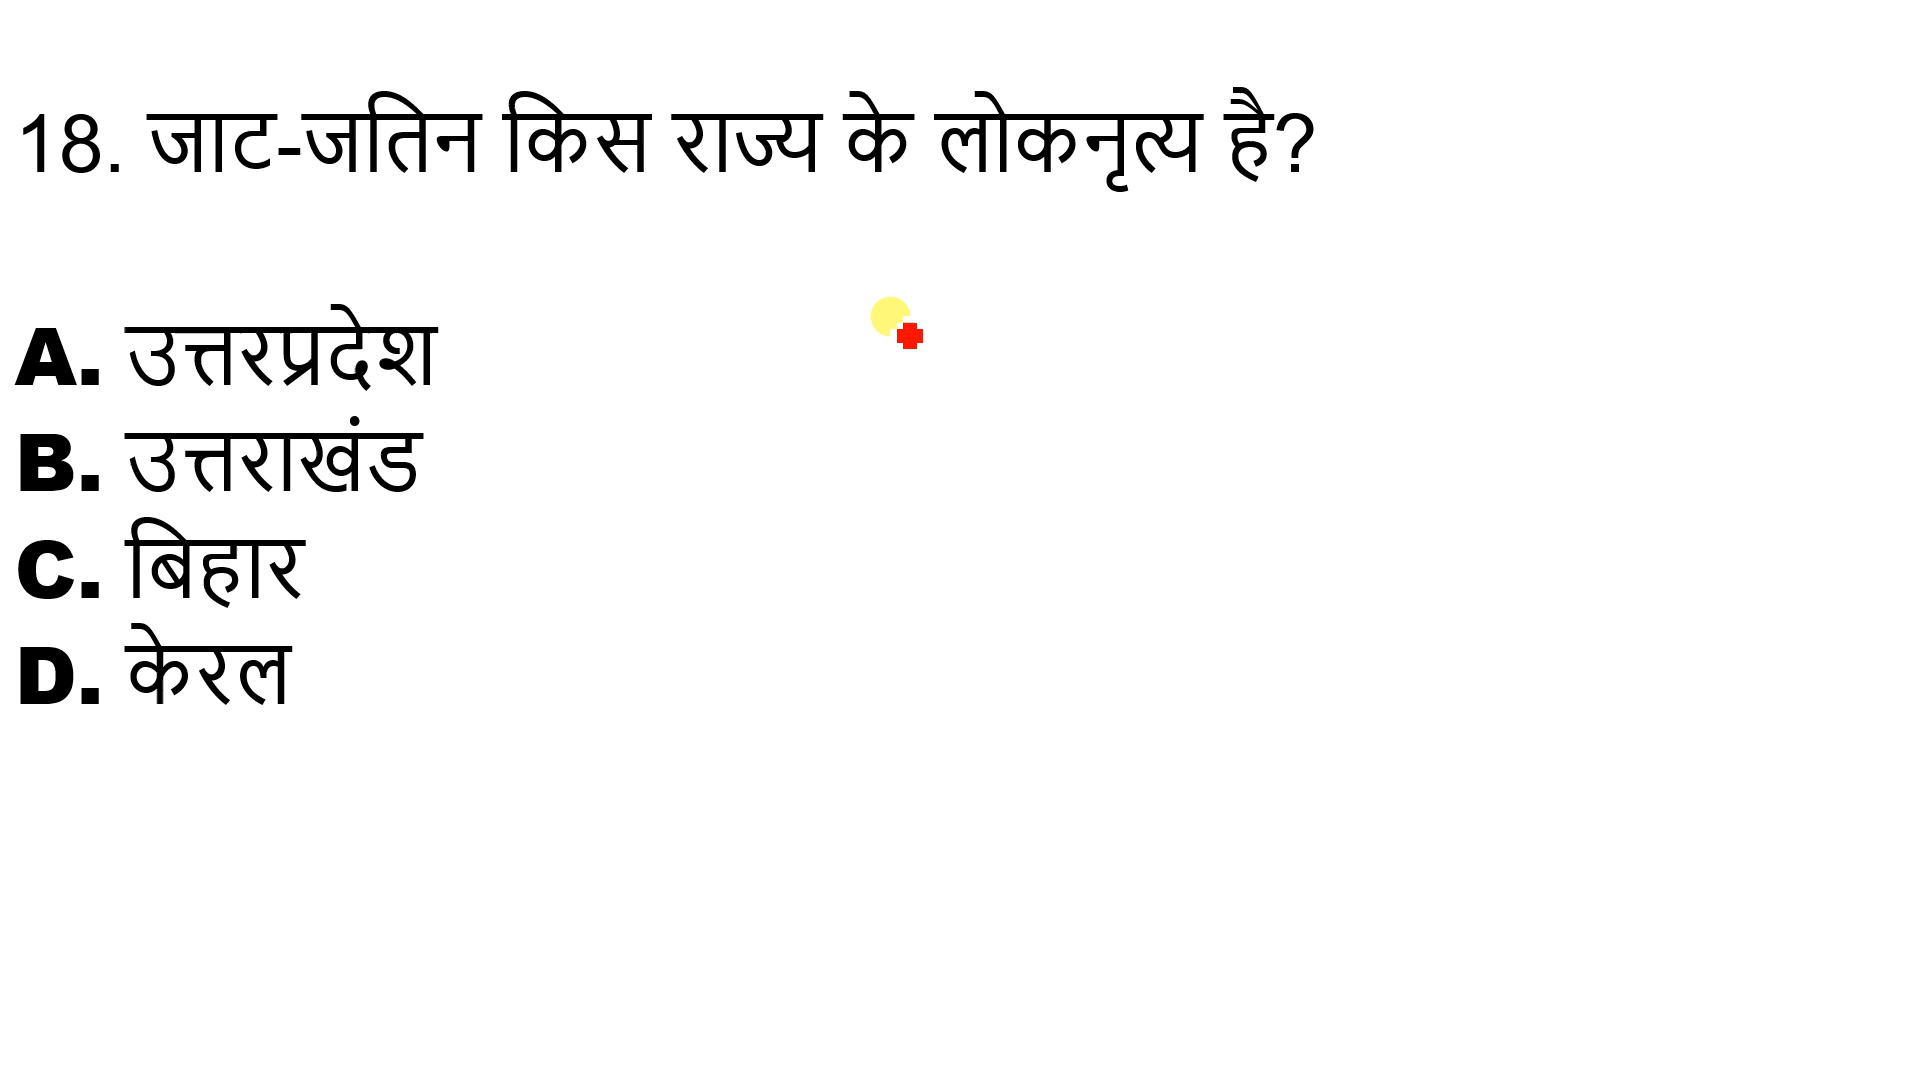 18. जाट-जतिन किस राज्य के लोकनृत्य है?
A. उत्तरप्रदेश
B. उत्तराखंड
C. बिहार
D. केरल